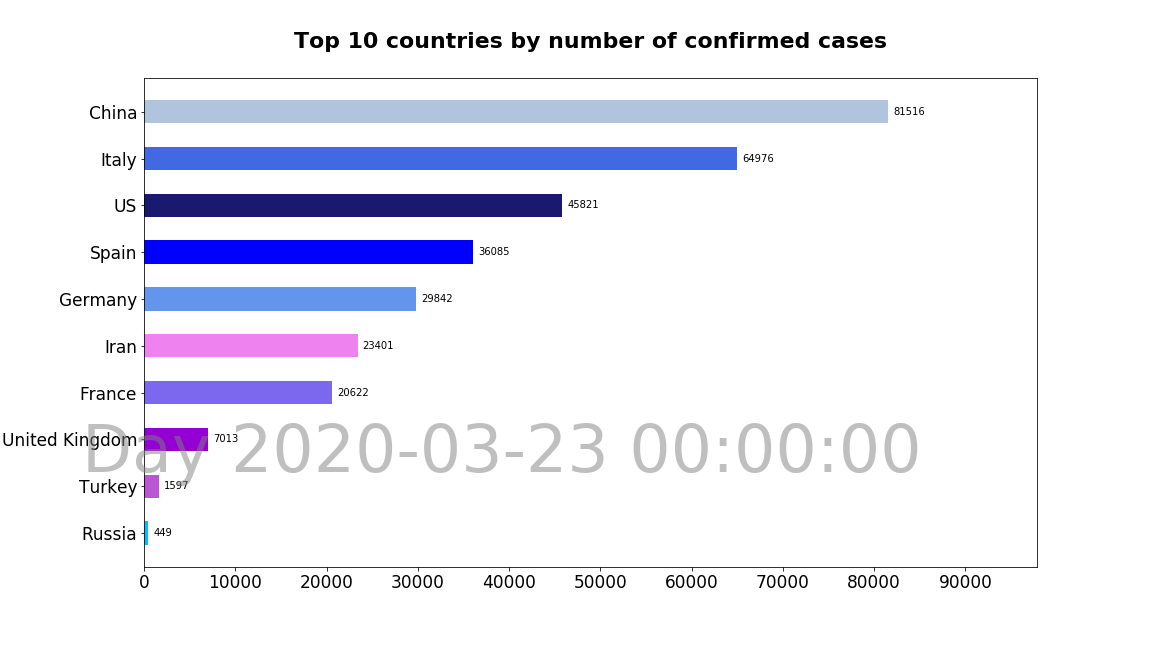 Top 10 countries by number of confirmed cases
China 81516
Italy 64976
US 45821
Spain 36085
Germany 29842
Iran 23401
France 20622
United Kingdom 7013
Day 2020-03-23 00:00:00
Turkey 1597
Russia 449
0 10000 20000 30000 40000 50000 60000 70000 80000 90000